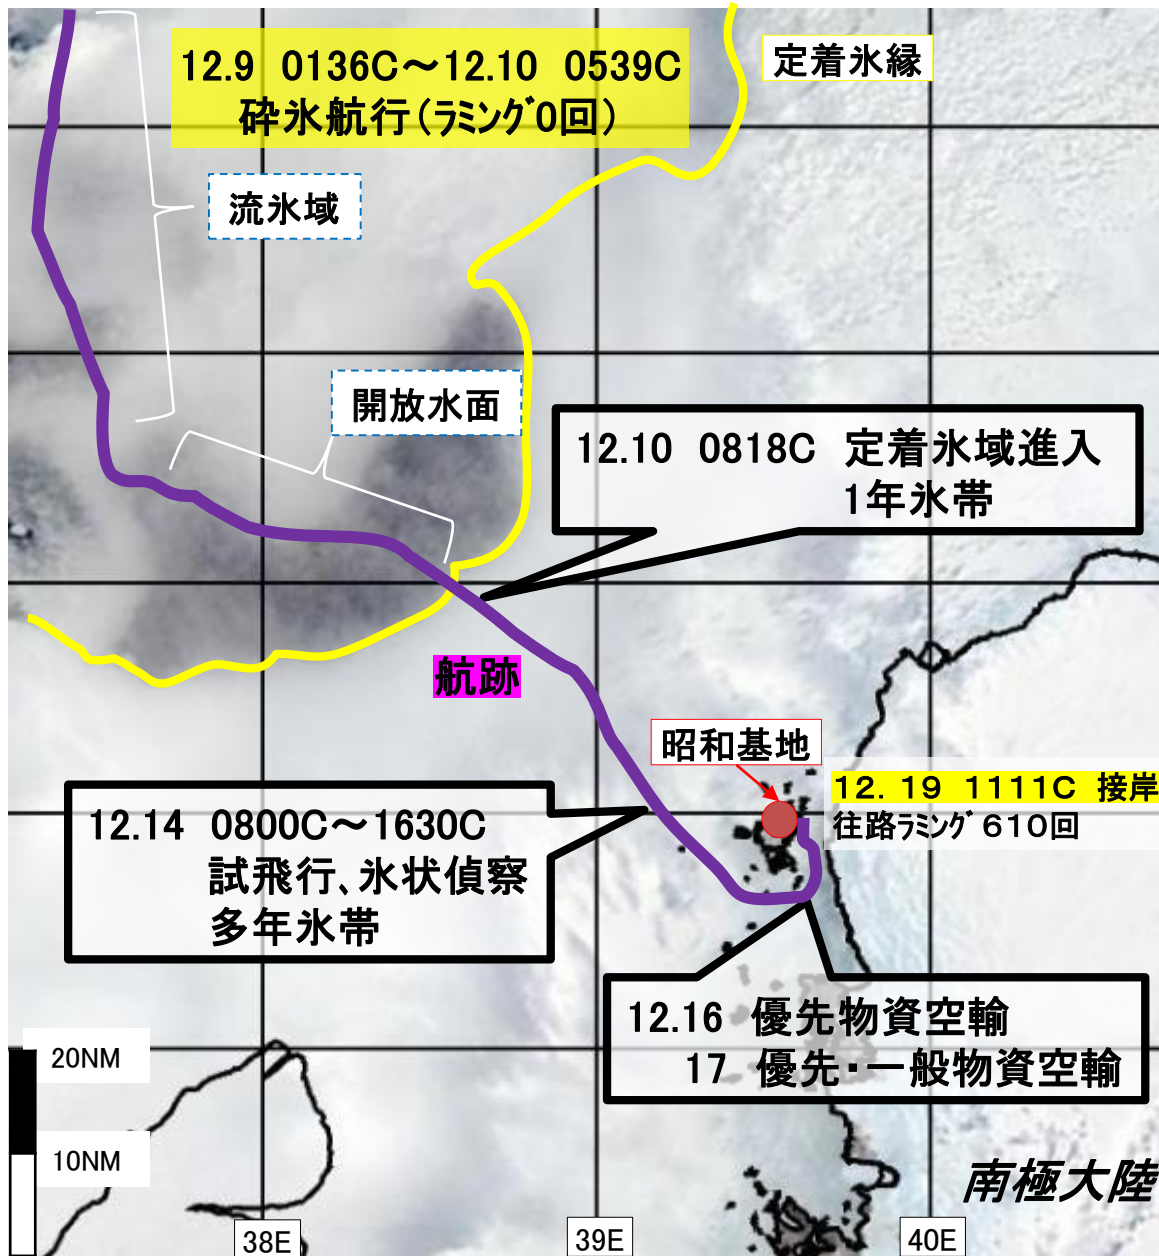 12.9 0136C～12.10 0539C
砕氷航行(ﾗﾐﾝｸﾞ0回)
定着氷縁
流氷域
開放水面
12.10 0818C 定着氷域進入
1年氷帯
航跡
昭和基地
12. 19 1111C 接岸
往路ﾗﾐﾝｸﾞ610回
12.14 0800C～1630C
試飛行、氷状偵察
多年氷帯
12.16 優先物資空輸
17 優先・一般物資空輸
20NM
10NM
南極大陸
38E
39E
40E